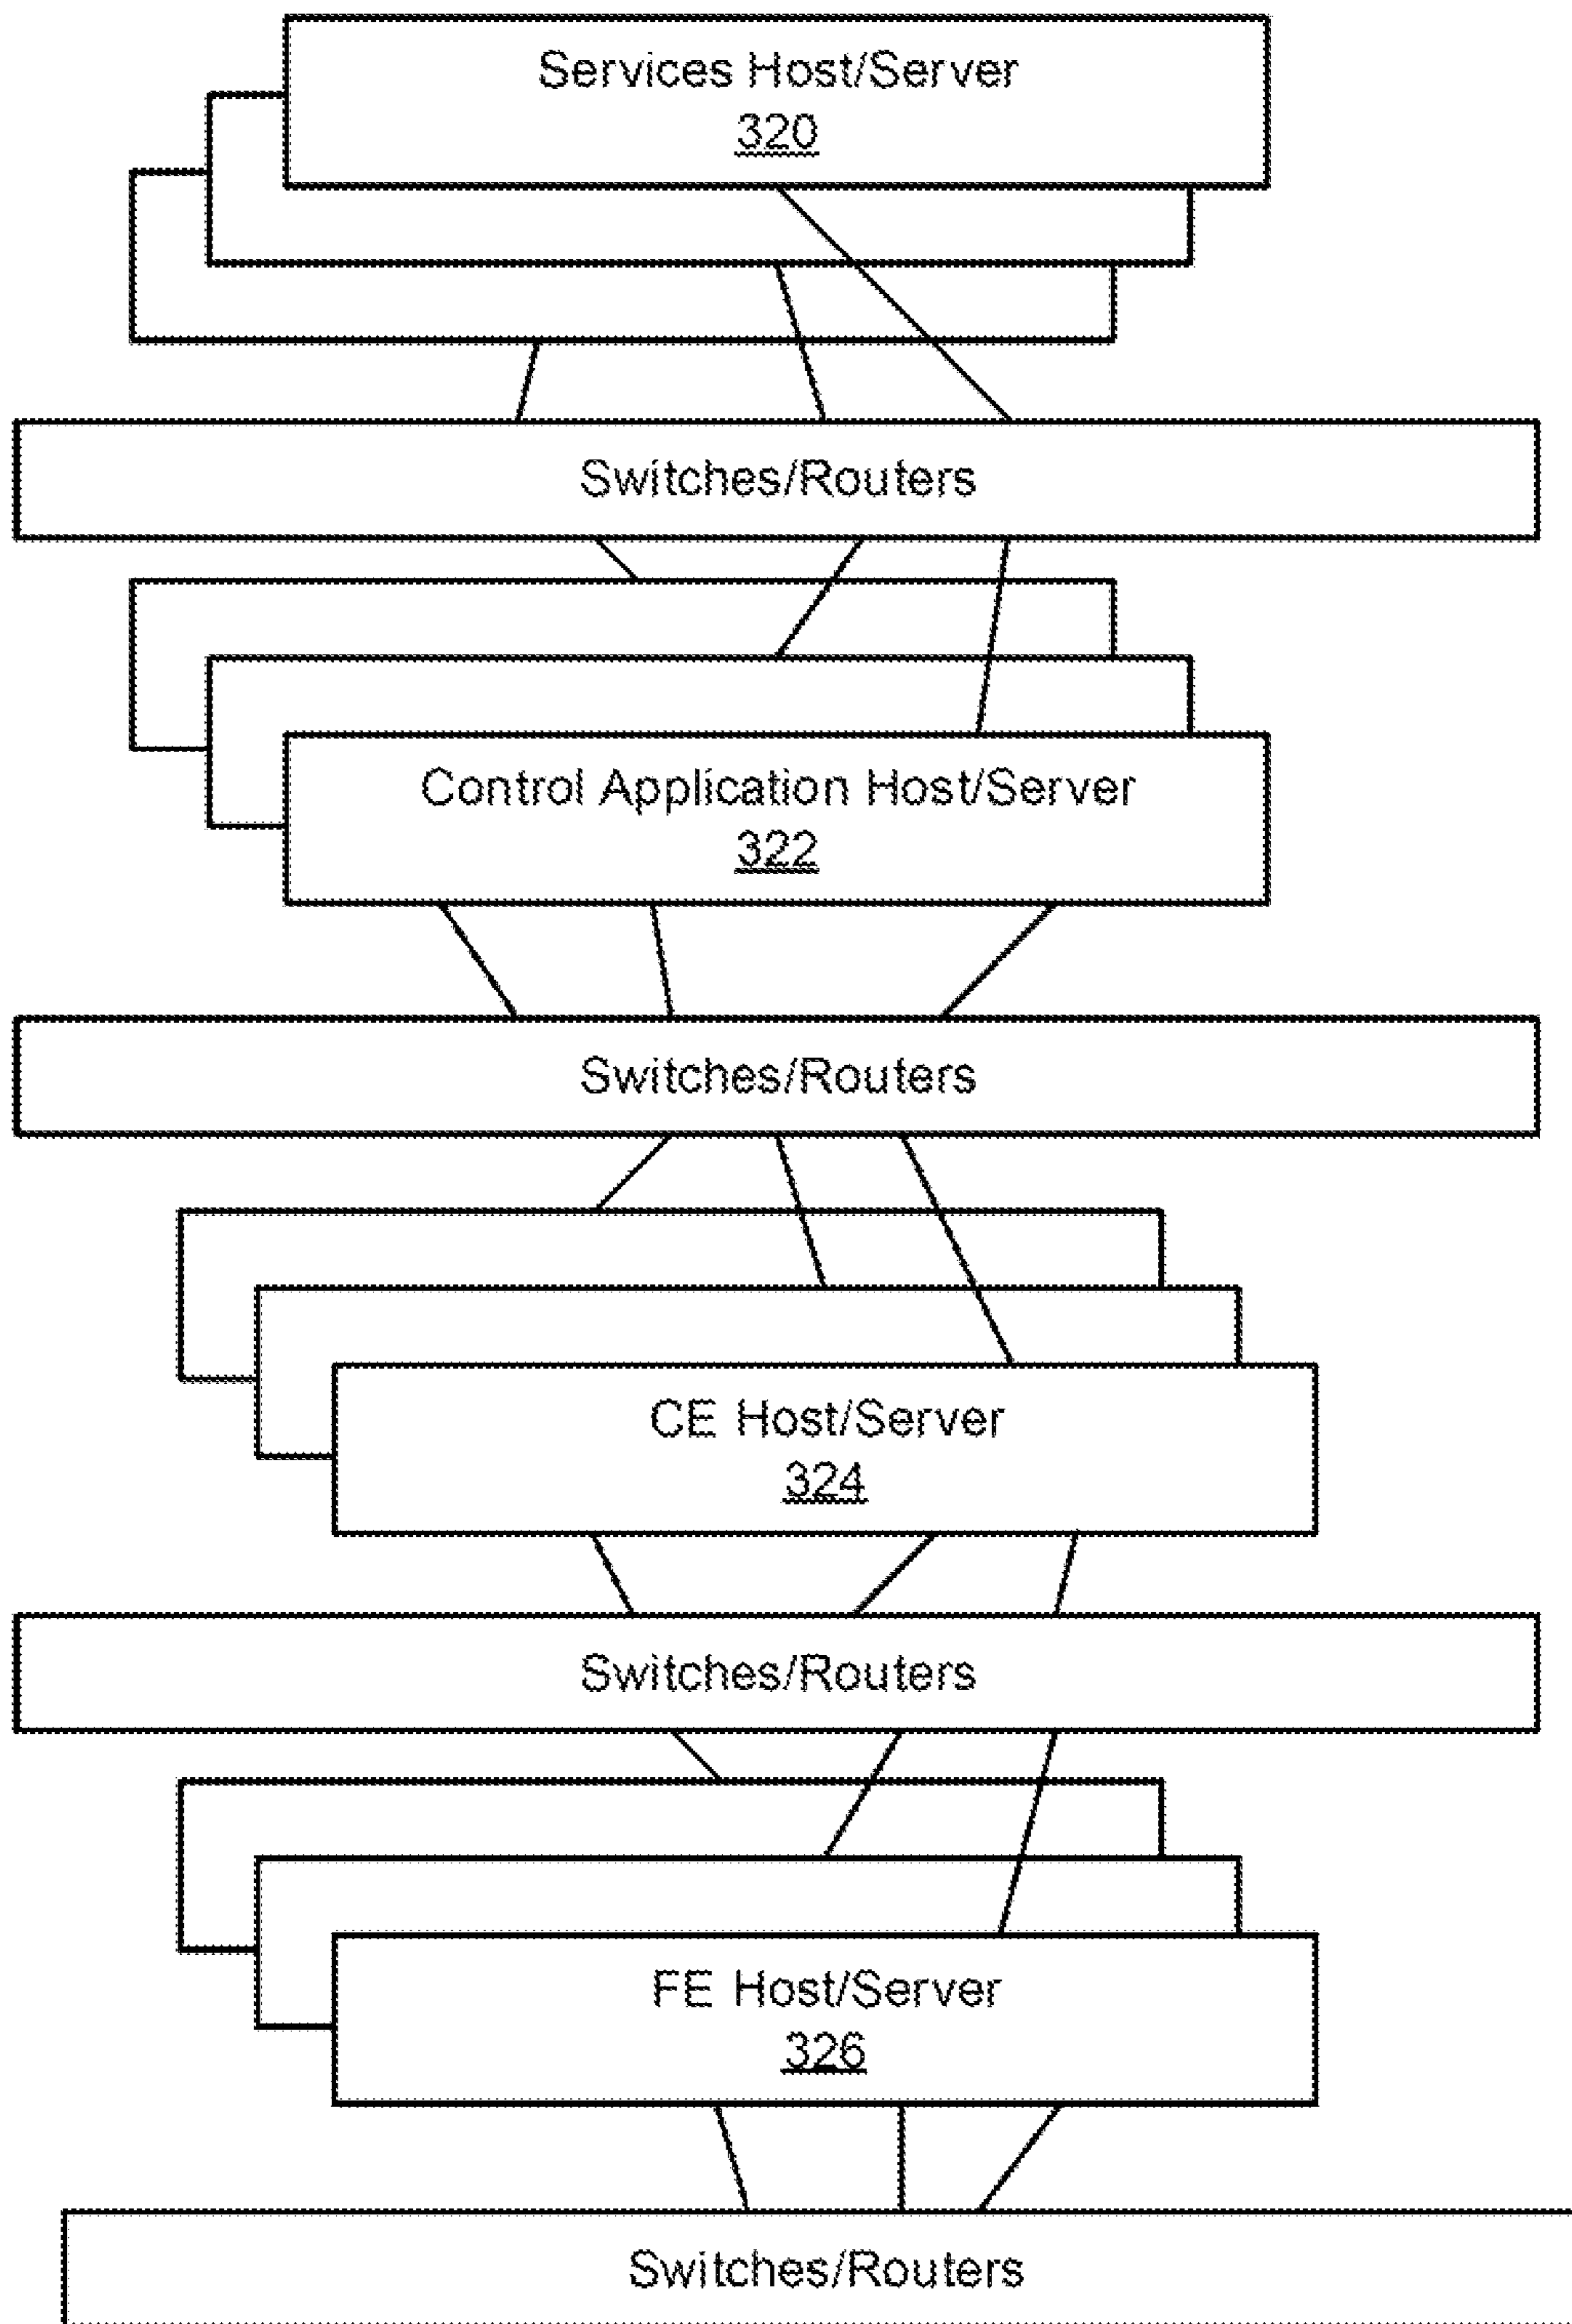 Services Host/Server
320
Switches/Routers
Control Application Host/Server
322
Switches/Routers
CE Host/Server
324
Switches/Routers
FE Host/Server
326
Switches/Routers